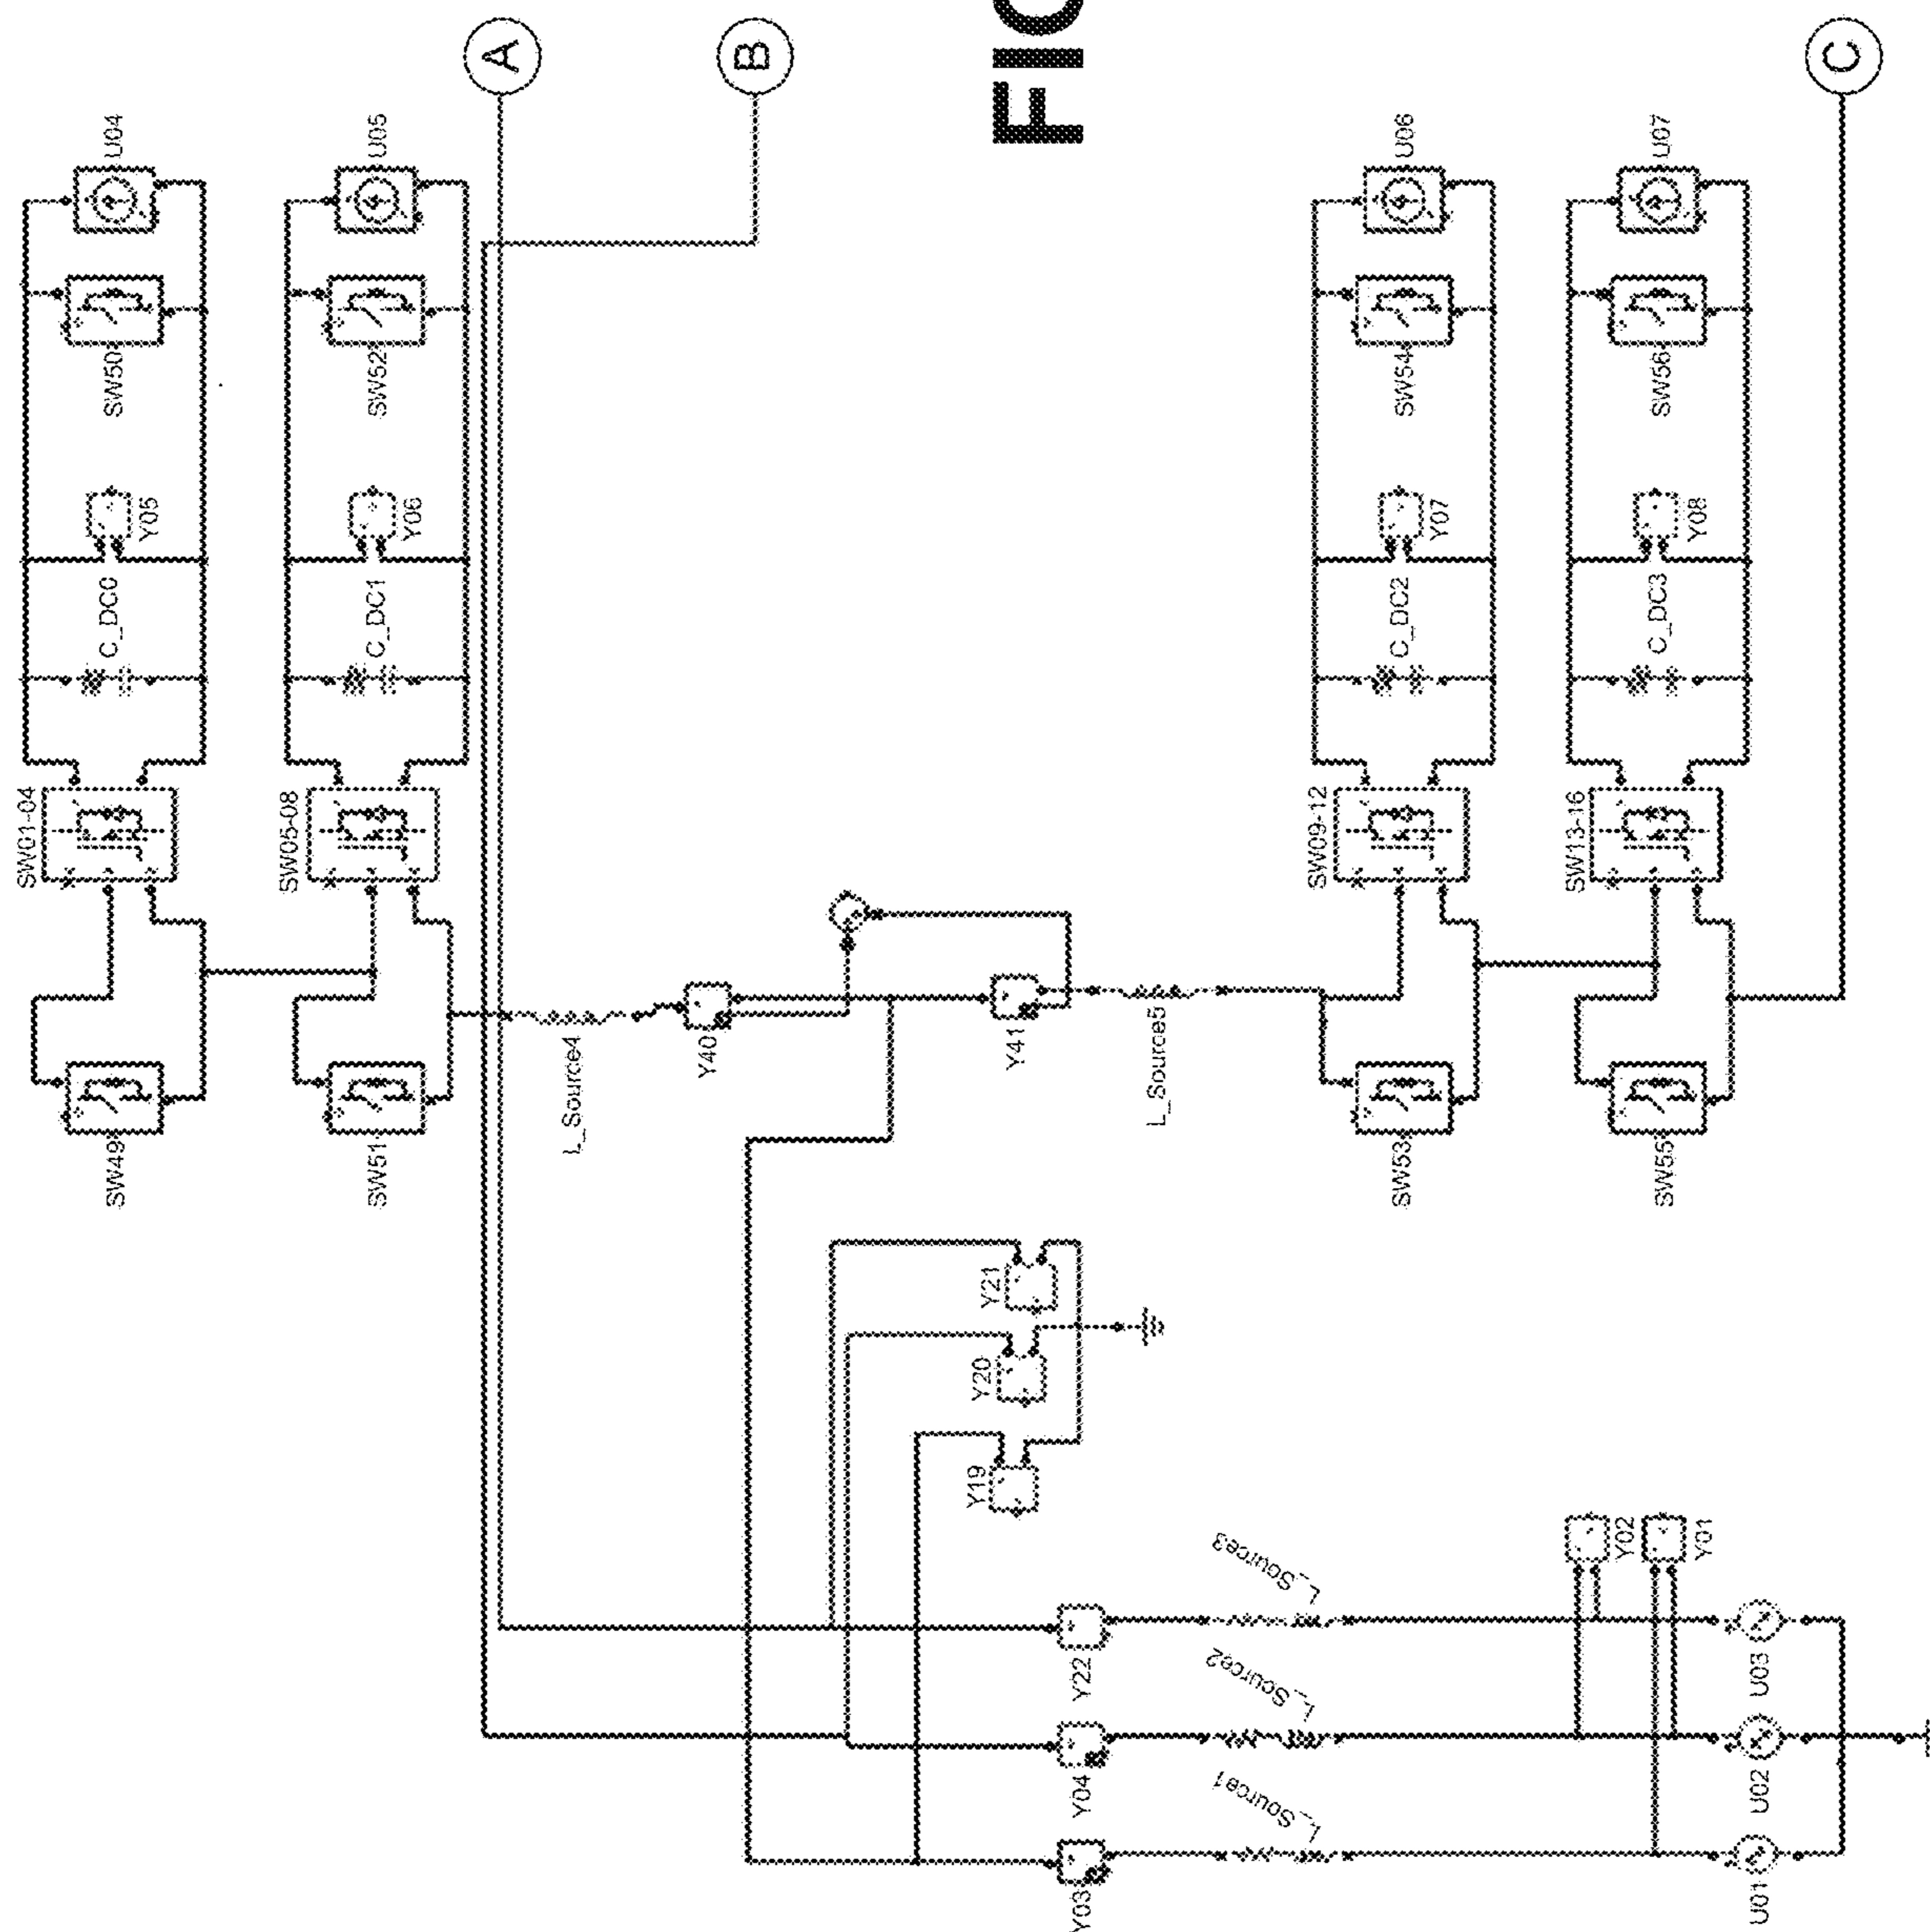 A
B
C
FIG
U04
U05
U06
U07
SW50
SW52
SW54
SW56
Y05
Y06
Y07
Y08
C_DC0
C_DC1
C_DC2
C_DC3
SW01-04
SW05-08
SW09-12
SW13-16
SW49
SW51
SW53
SW55
L_Source4
Y40
Y41
L_Source5
Y21
Y20
Y19
Y22
Y04
Y03
L_Source3
L_Source2
L_Source1
Y02
Y01
U03
U02
U01